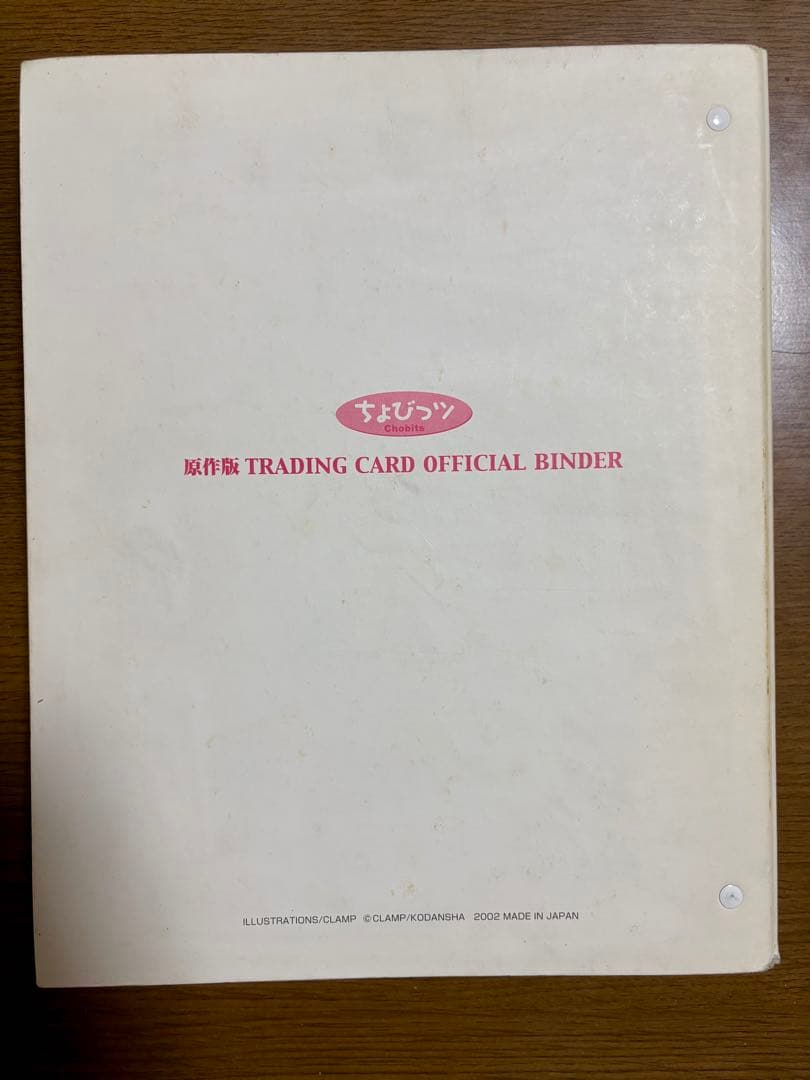 ちょびっツ
Chobits
原作版 TRADING CARD OFFICIAL BINDER
ILLUSTRATIONS/CLAMP ©CLAMP/KODANSHA 2002 MADE IN JAPAN